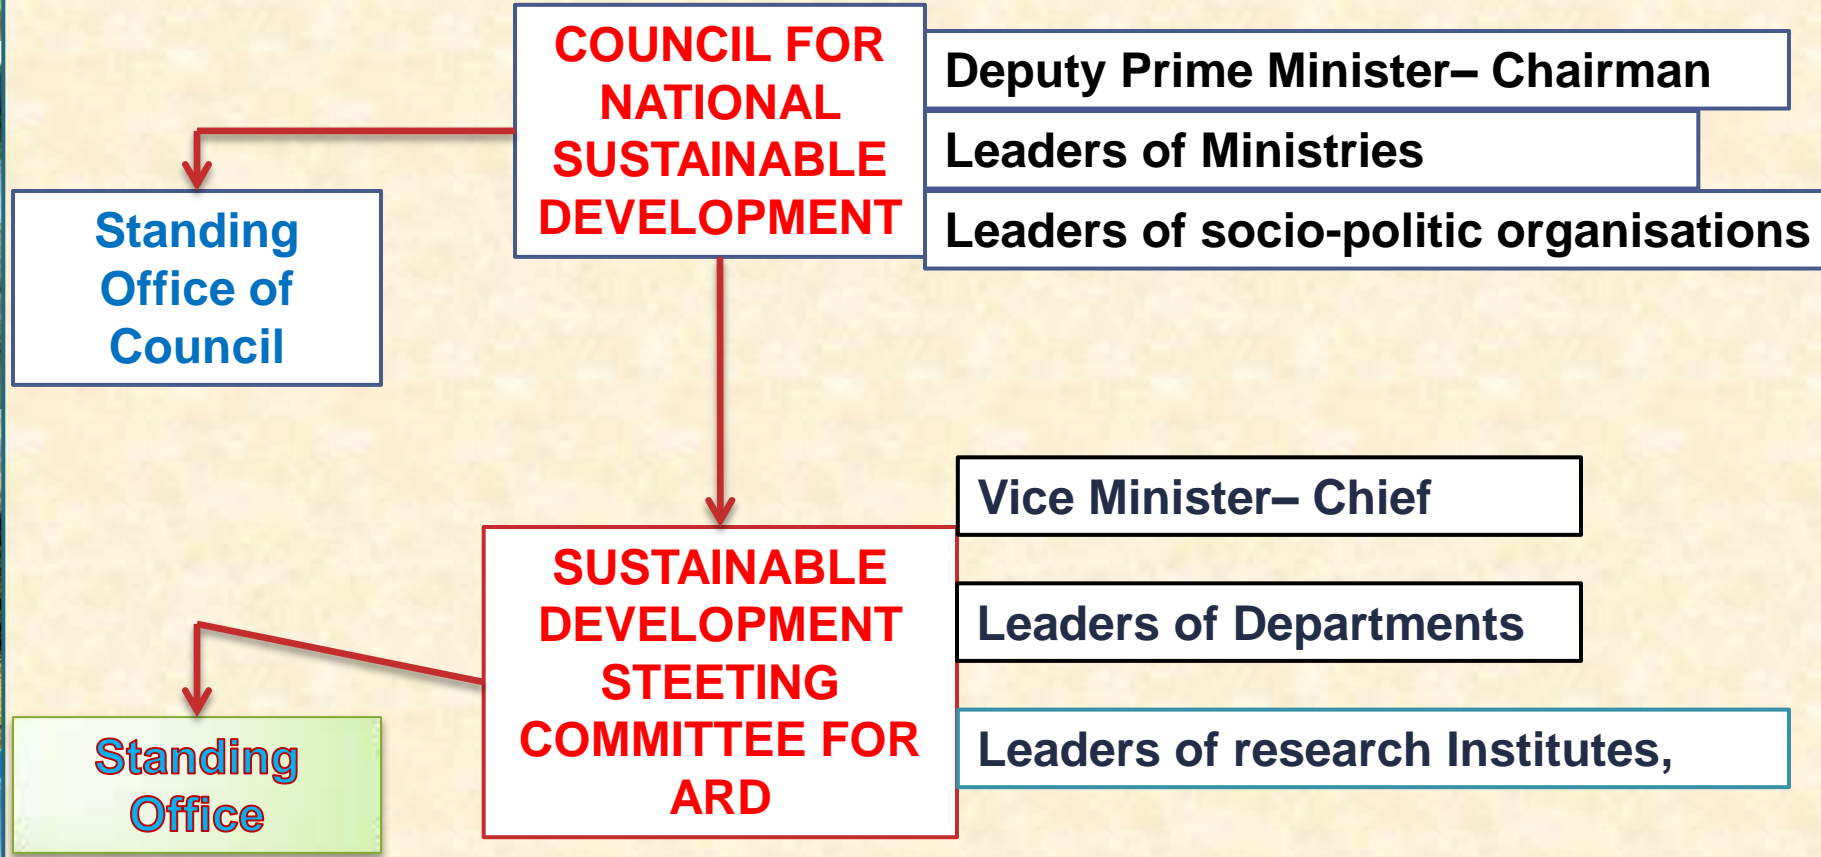 COUNCIL FOR
NATIONAL
SUSTAINABLE
DEVELOPMENT
Deputy Prime Minister– Chairman
Leaders of Ministries
Leaders of socio-politic organisations
Standing
Office of
Council
SUSTAINABLE
DEVELOPMENT
STEETING
COMMITTEE FOR
ARD
Vice Minister– Chief
Leaders of Departments
Leaders of research Institutes,
Standing
Office